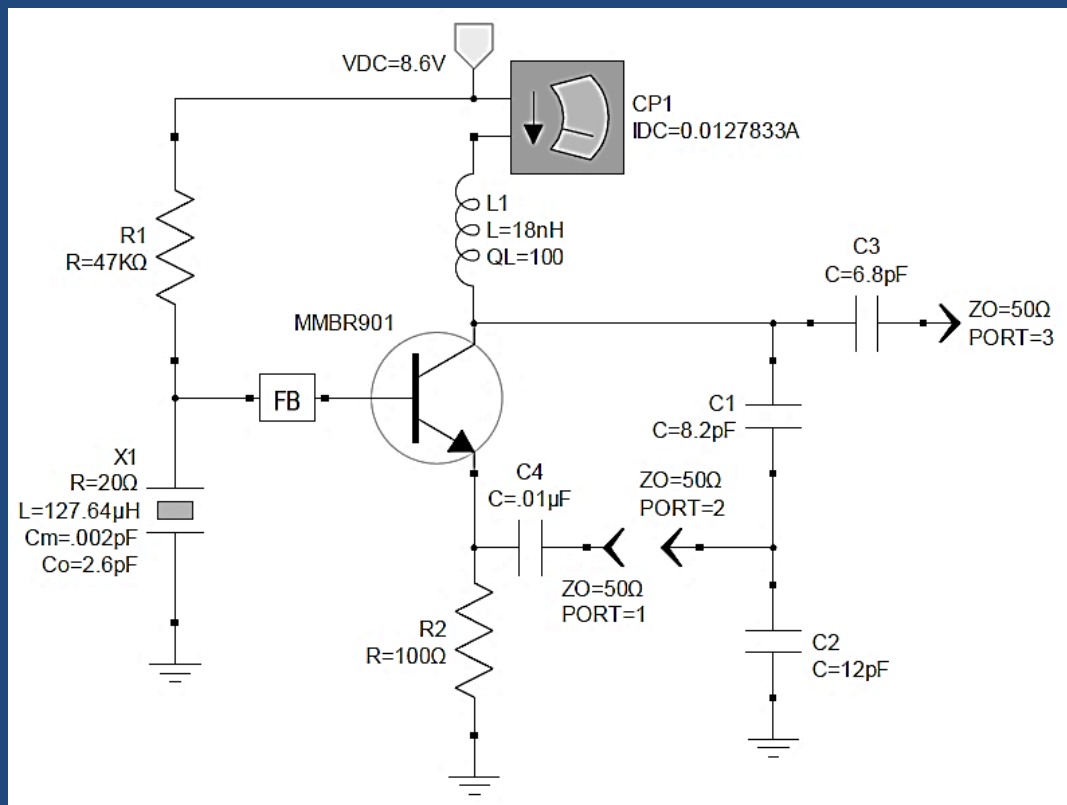 VDC=8.6V
CP1
IDC=0.0127833A
L1
L=18nH
QL=100
R1
R=47KΩ
C3
C=6.8pF
ZO=50Ω
PORT=3
MMBR901
FB
C1
C=8.2pF
X1
R=20Ω
L=127.64µH
Cm=.002pF
Co=2.6pF
C4
C=.01µF
ZO=50Ω
PORT=2
ZO=50Ω
PORT=1
R2
R=100Ω
C2
C=12pF